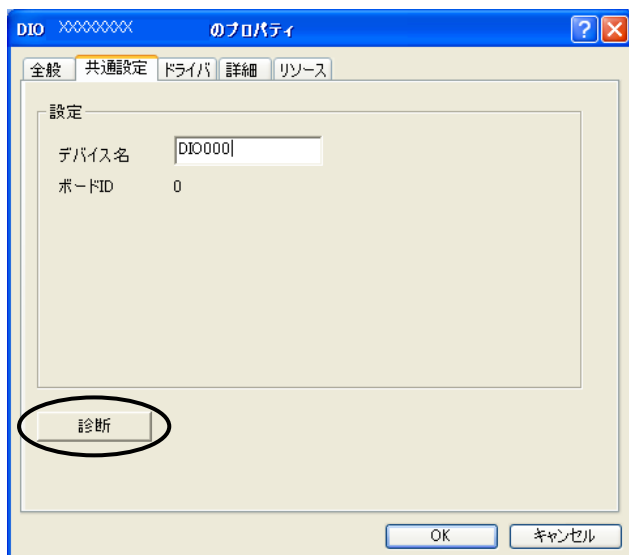 DIO XXXXXXXX のプロパティ
全般 共通設定 ドライバ 詳細 リソース
設定
デバイス名 DIO000
ボードID 0
診断
OK キャンセル